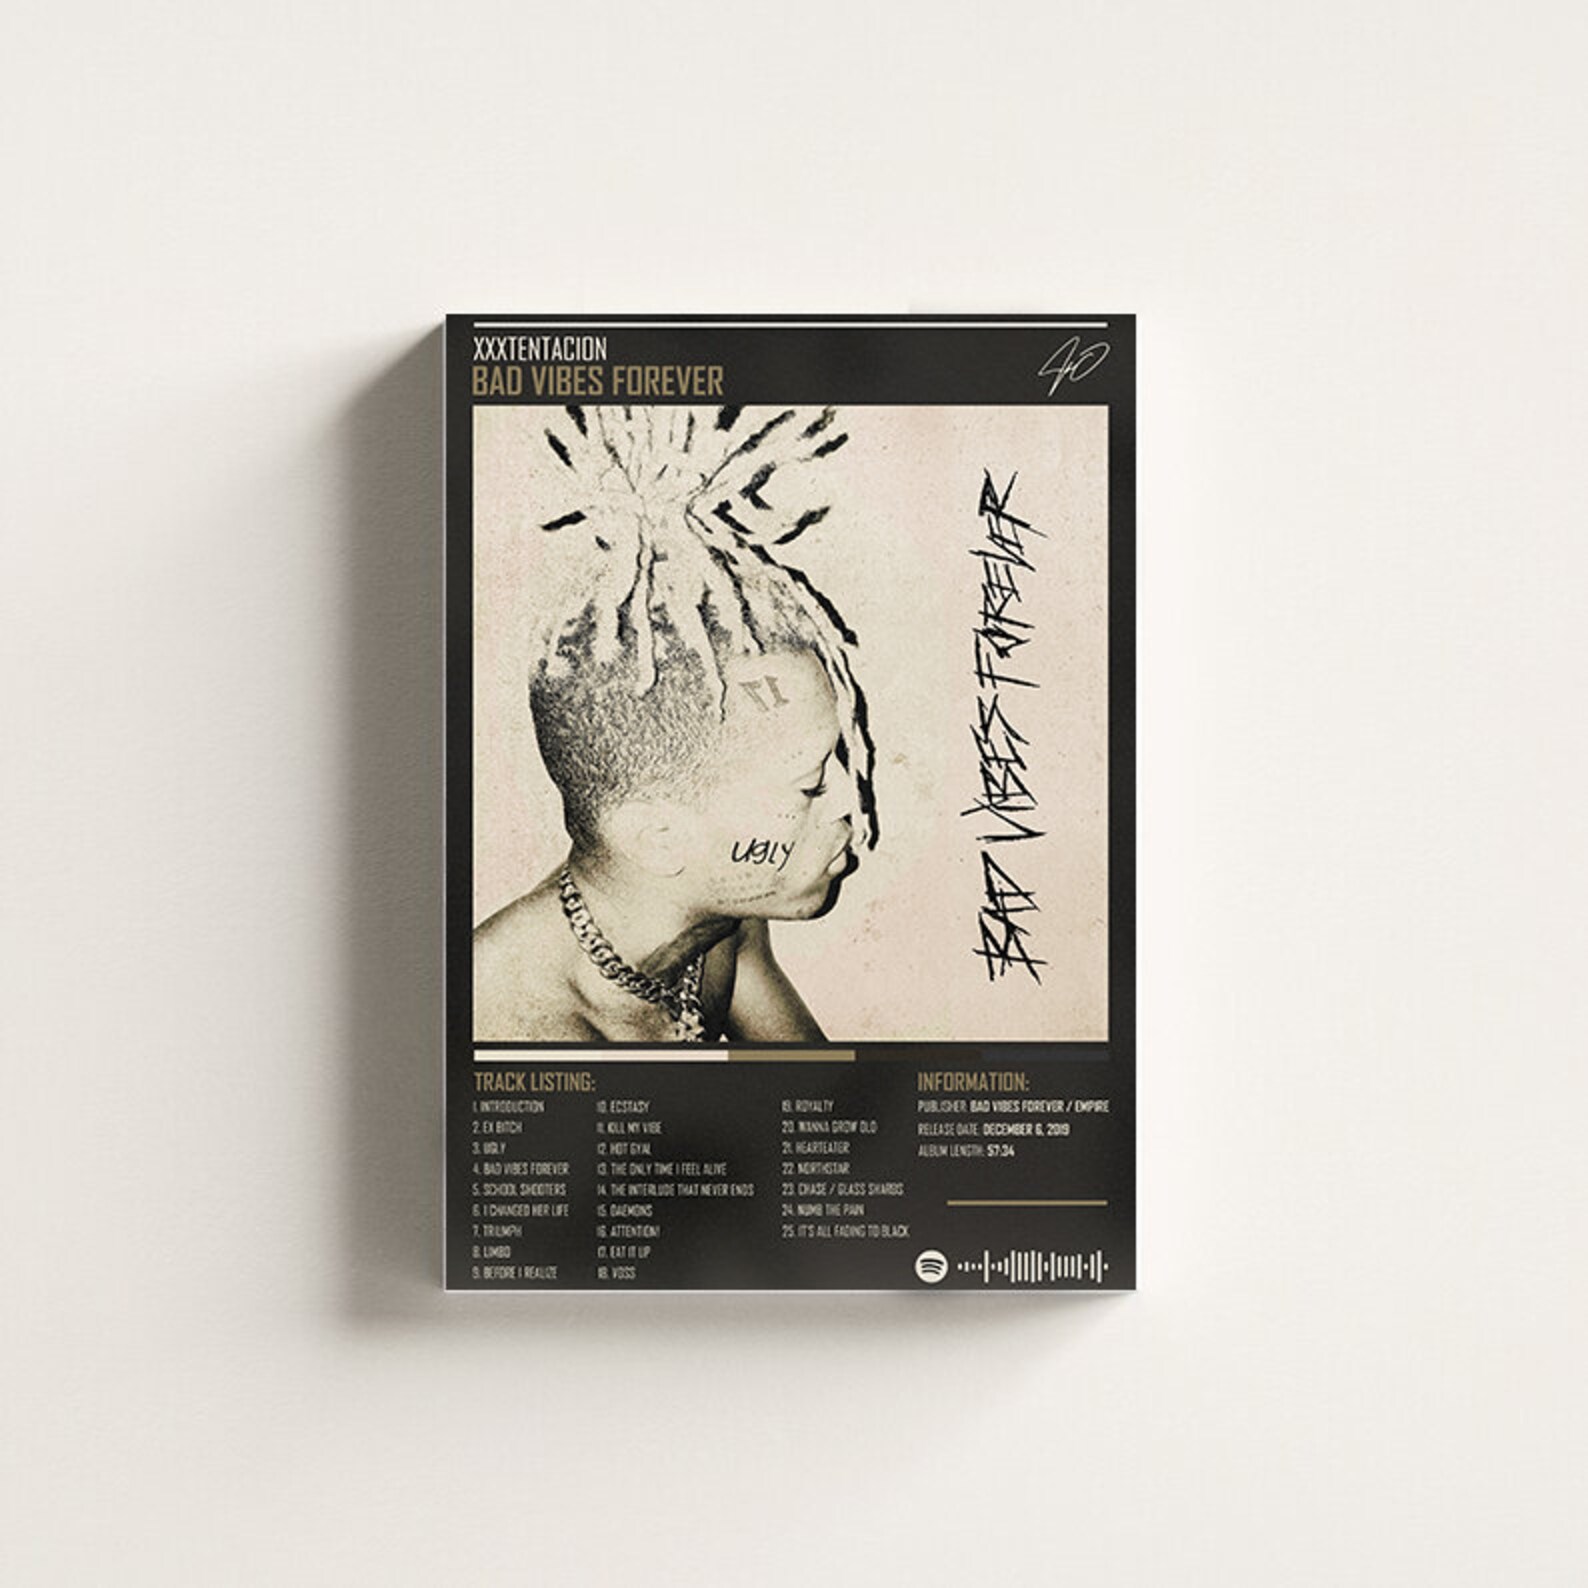 XXXTENTACION
BAD VIBES FOREVER
BAD VIBES FOREVER
17
UGLY
TRACK LISTING:
1. INTRODUCTION
2. EX BITCH
3. UGLY
4. BAD VIBES FOREVER
5. SCHOOL SHOOTERS
6. I CHANGED HER LIFE
7. TRIUMPH
8. LIMBO
9. BEFORE I REALIZE
10. ECSTASY
11. KILL MY VIBE
12. HOT GYAL
13. THE ONLY TIME I FEEL ALIVE
14. THE INTERLUDE THAT NEVER ENDS
15. DAEMONS
16. ATTENTION!
17. EAT IT UP
18. VOSS
19. ROYALTY
20. WANNA GROW OLD
21. HEARTEATER
22. NORTHSTAR
23. CHASE / GLASS SHARDS
24. NUMB THE PAIN
25. IT'S ALL FADING TO BLACK
INFORMATION:
PUBLISHER: BAD VIBES FOREVER / EMPIRE
RELEASE DATE: DECEMBER 6, 2019
ALBUM LENGTH: 57:34